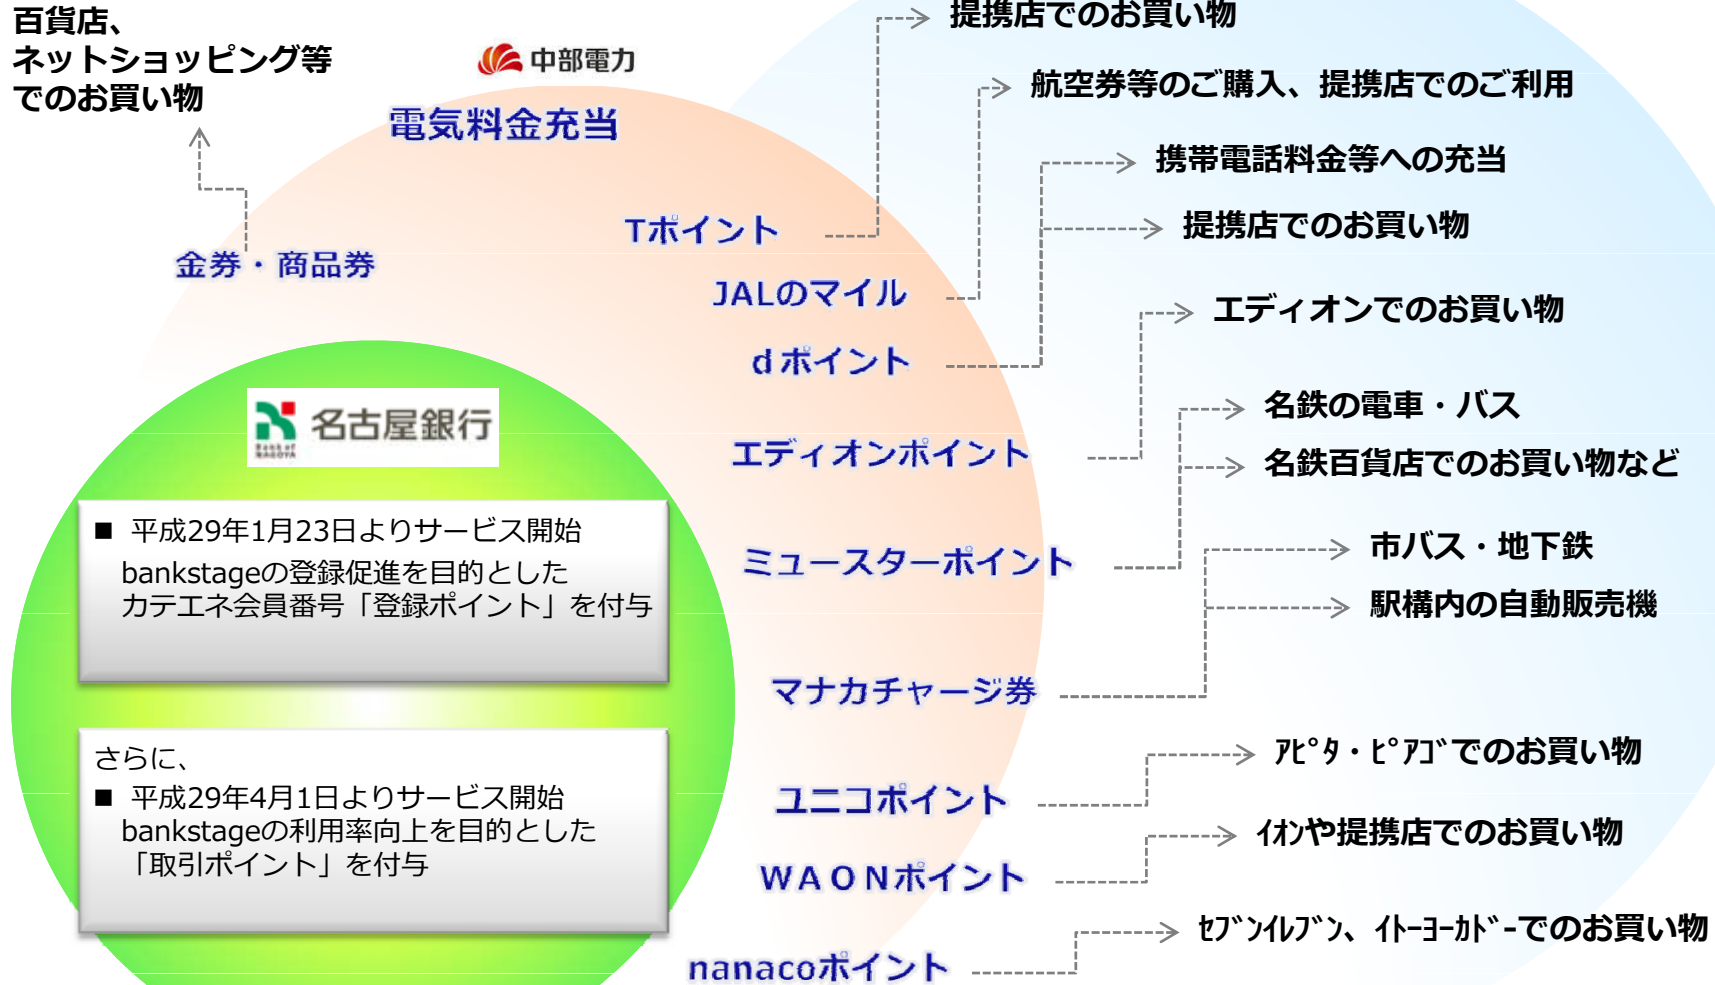 百貨店、
ネットショッピング等
でのお買い物
中部電力
電気料金充当
金券・商品券
Tポイント
提携店でのお買い物
JALのマイル
航空券等のご購入、提携店でのご利用
dポイント
携帯電話料金等への充当
提携店でのお買い物
エディオンポイント
エディオンでのお買い物
ミュースターポイント
名鉄の電車・バス
名鉄百貨店でのお買い物など
マナカチャージ券
市バス・地下鉄
駅構内の自動販売機
ユニコポイント
ｱﾋﾟﾀ・ﾋﾟｱｺﾞでのお買い物
ＷＡＯＮポイント
ｲｵﾝや提携店でのお買い物
nanacoポイント
ｾﾌﾞﾝｲﾚﾌﾞﾝ、ｲﾄｰﾖｰｶﾄﾞｰでのお買い物
Bank of
NAGOYA
名古屋銀行
■ 平成29年1月23日よりサービス開始
bankstageの登録促進を目的とした
カテエネ会員番号「登録ポイント」を付与
さらに、
■ 平成29年4月1日よりサービス開始
bankstageの利用率向上を目的とした
「取引ポイント」を付与